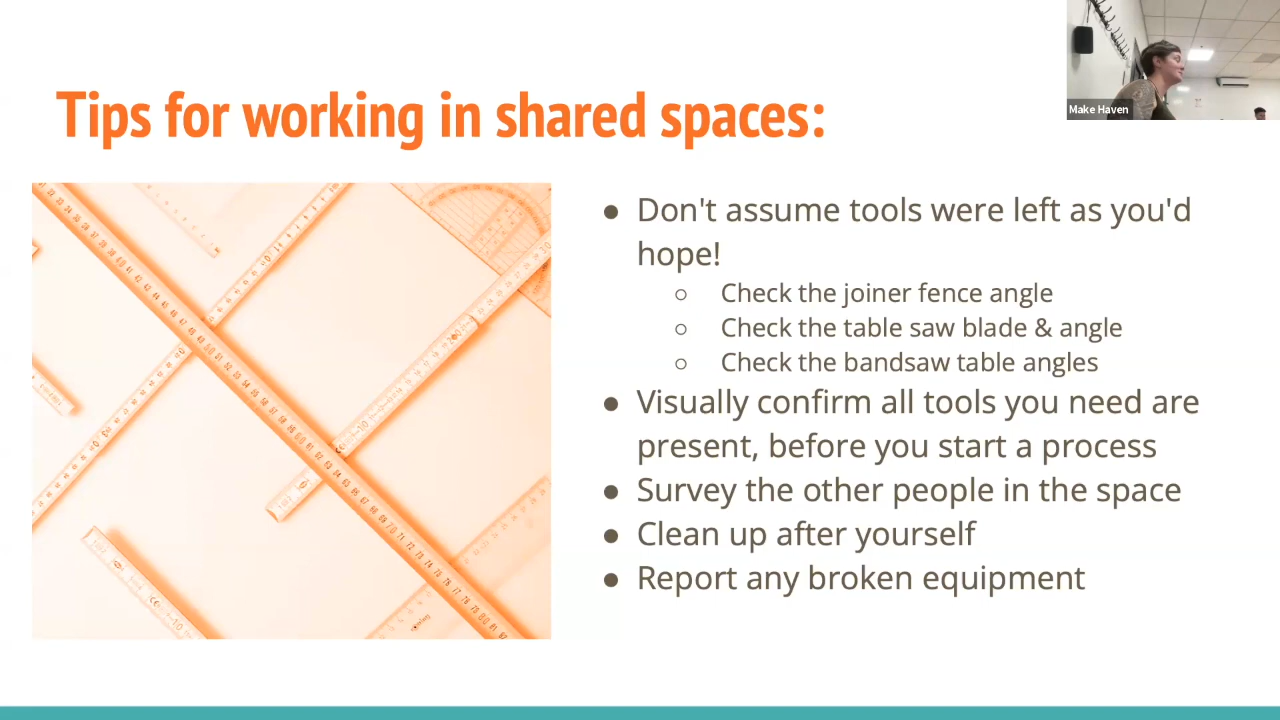 Tips for working in shared spaces:
Make Haven
● Don't assume tools were left as you'd
hope!
○ Check the joiner fence angle
○ Check the table saw blade & angle
○ Check the bandsaw table angles
● Visually confirm all tools you need are
present, before you start a process
● Survey the other people in the space
● Clean up after yourself
● Report any broken equipment